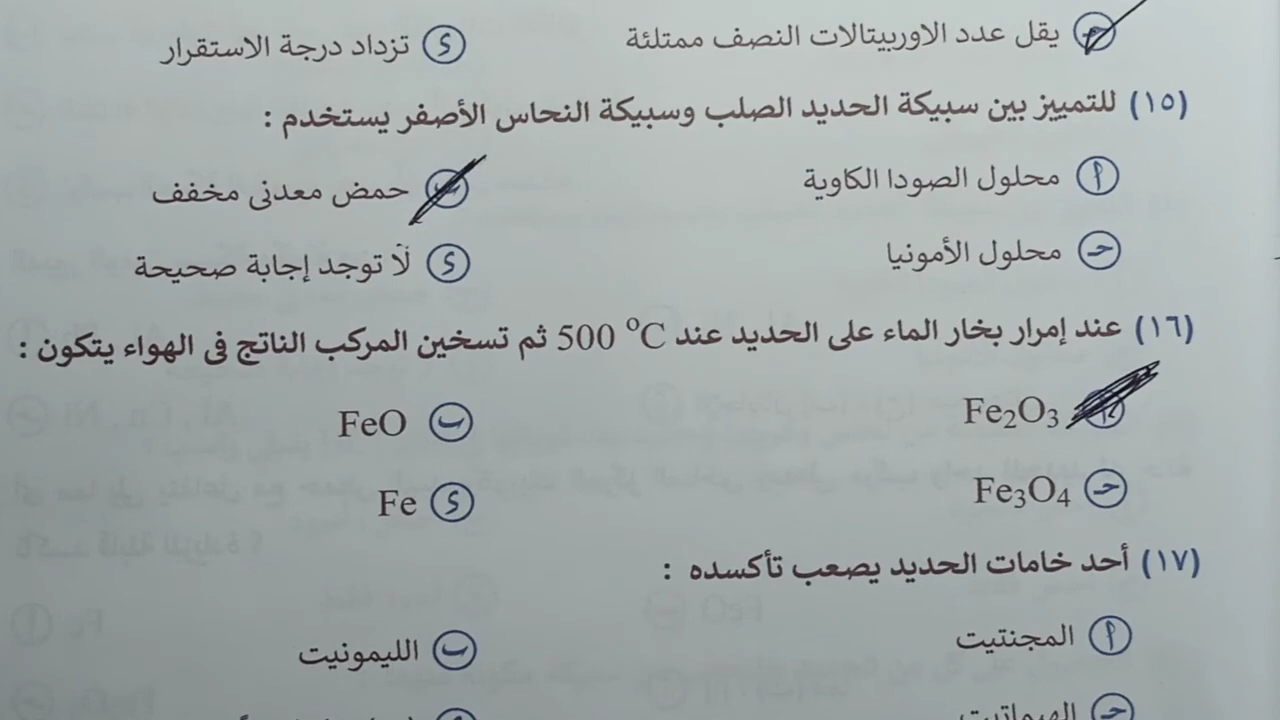 (ج) يقل عدد الاوربيتالات النصف ممتلئة (د) تزداد درجة الاستقرار
(١٥) للتمييز بين سبيكة الحديد الصلب وسبيكة النحاس الأصفر يستخدم :
(أ) محلول الصودا الكاوية (ب) حمض معدنى مخفف
(ج) محلول الأمونيا (د) لا توجد إجابة صحيحة
(١٦) عند إمرار بخار الماء على الحديد عند 500 °C ثم تسخين المركب الناتج فى الهواء يتكون :
(أ) Fe₂O₃ (ب) FeO
(ج) Fe₃O₄ (د) Fe
(١٧) أحد خامات الحديد يصعب تأكسده :
(أ) المجنتيت (ب) الليمونيت
(ج) الهيماتيت